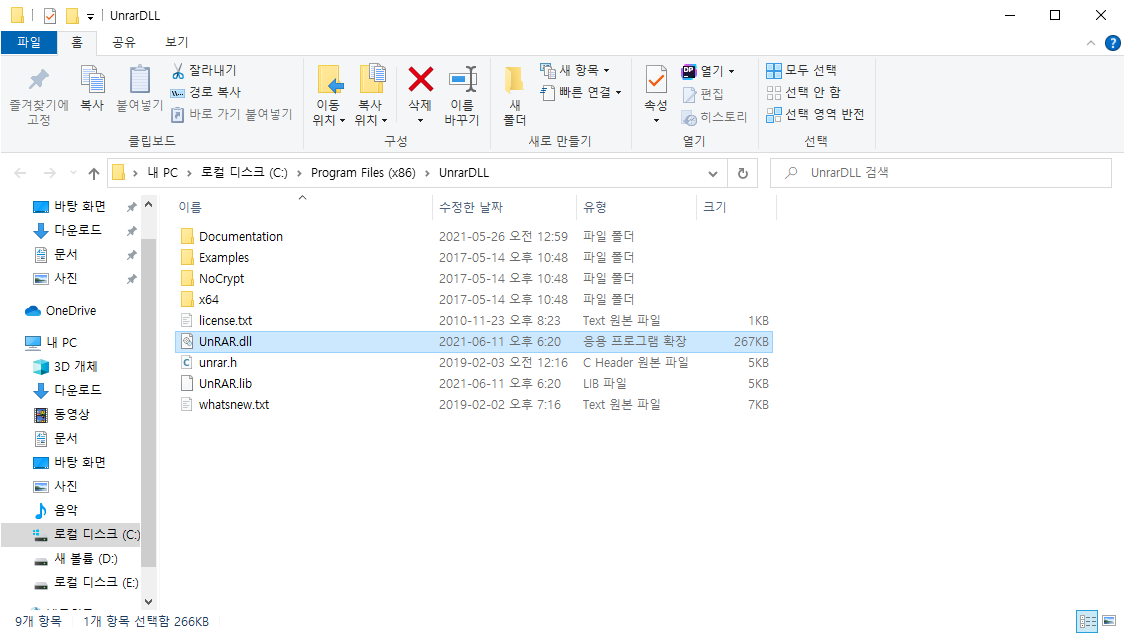 UnrarDLL
파일 홈 공유 보기
즐겨찾기에 고정
복사
붙여넣기
잘라내기
경로 복사
바로 가기 붙여넣기
클립보드
이동 위치
복사 위치
삭제
이름 바꾸기
구성
새 폴더
새 항목
빠른 연결
새로 만들기
속성
열기
편집
히스토리
열기
모두 선택
선택 안 함
선택 영역 반전
선택
내 PC > 로컬 디스크 (C:) > Program Files (x86) > UnrarDLL
UnrarDLL 검색
바탕 화면
다운로드
문서
사진
OneDrive
내 PC
3D 개체
다운로드
동영상
문서
바탕 화면
사진
음악
로컬 디스크 (C:)
새 볼륨 (D:)
로컬 디스크 (E:)
이름 수정한 날짜 유형 크기
Documentation 2021-05-26 오전 12:59 파일 폴더
Examples 2017-05-14 오후 10:48 파일 폴더
NoCrypt 2017-05-14 오후 10:48 파일 폴더
x64 2017-05-14 오후 10:48 파일 폴더
license.txt 2010-11-23 오후 8:23 Text 원본 파일 1KB
UnRAR.dll 2021-06-11 오후 6:20 응용 프로그램 확장 267KB
unrar.h 2019-02-03 오전 12:16 C Header 원본 파일 5KB
UnRAR.lib 2021-06-11 오후 6:20 LIB 파일 5KB
whatsnew.txt 2019-02-02 오후 7:16 Text 원본 파일 7KB
9개 항목 1개 항목 선택함 266KB